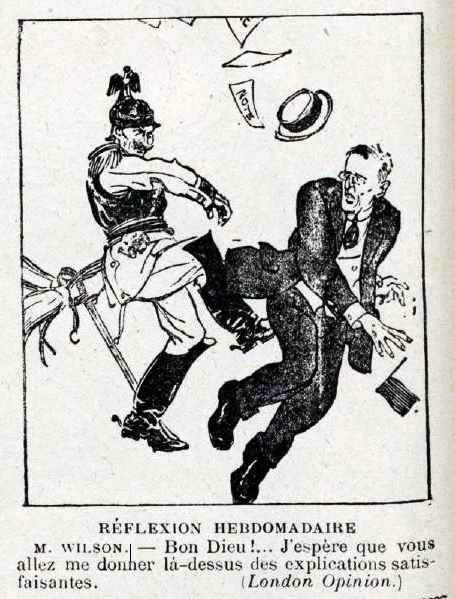 NOTE
RÉFLEXION HEBDOMADAIRE
M. WILSON. — Bon Dieu!... J'espère que vous
allez me donner là-dessus des explications satis-
faisantes. (London Opinion.)